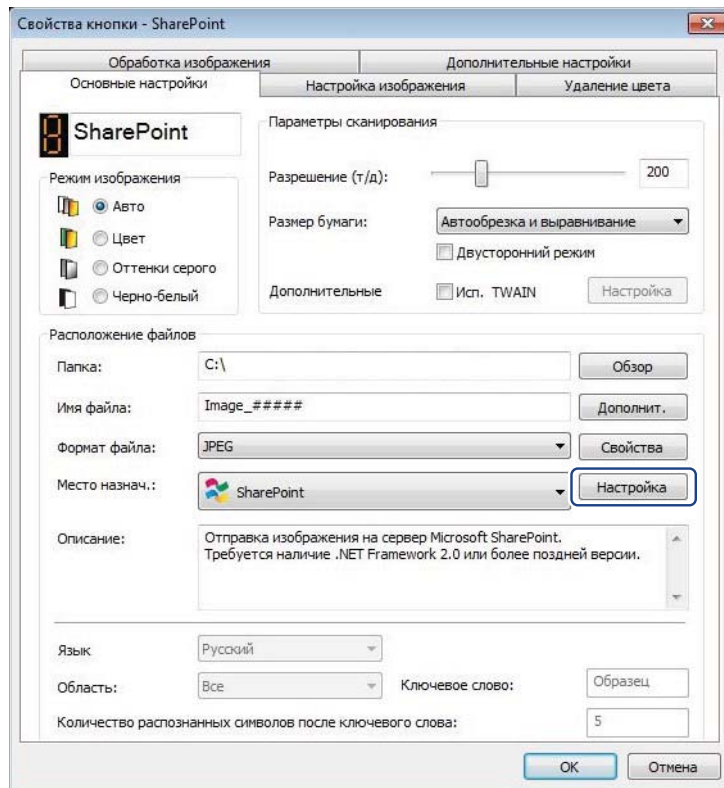 Свойства кнопки - SharePoint
Обработка изображения
Дополнительные настройки
Основные настройки
Настройка изображения
Удаление цвета
8
SharePoint
Режим изображения
Авто
Цвет
Оттенки серого
Черно-белый
Параметры сканирования
Разрешение (т/д):
200
Размер бумаги:
Автообрезка и выравнивание
Двусторонний режим
Дополнительные
Исп. TWAIN
Настройка
Расположение файлов
Папка:
C:\
Обзор
Имя файла:
Image_#####
Дополнит.
Формат файла:
JPEG
Свойства
Место назнач.:
SharePoint
Настройка
Описание:
Отправка изображения на сервер Microsoft SharePoint.
Требуется наличие .NET Framework 2.0 или более поздней версии.
Язык
Русский
Область:
Все
Ключевое слово:
Образец
Количество распознанных символов после ключевого слова:
5
OK
Отмена